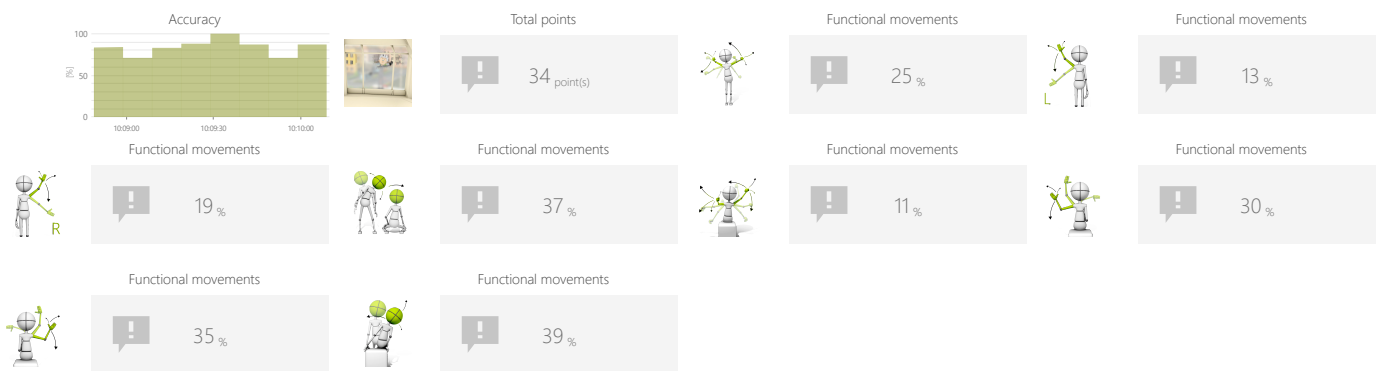 Accuracy
Total points
Functional movements
Functional movements
100
[%]
50
0
10:09:00
10:09:30
10:10:00
34 point(s)
25 %
L
13 %
Functional movements
Functional movements
Functional movements
Functional movements
R
19 %
37 %
11 %
30 %
Functional movements
Functional movements
35 %
39 %